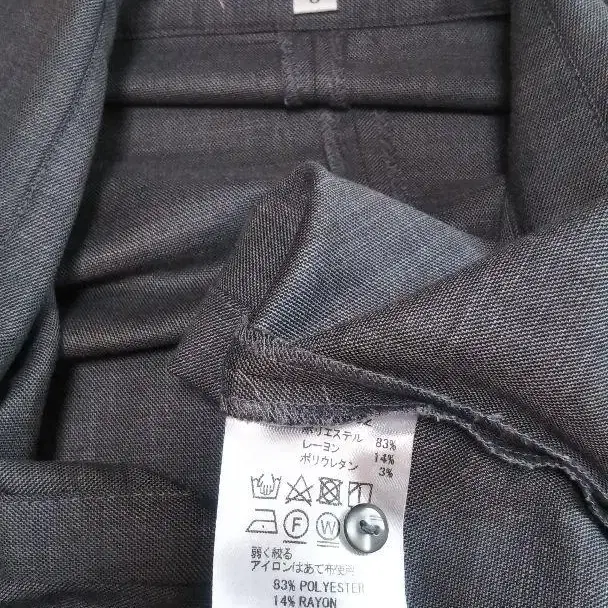 ポリエステル 83%
レーヨン 14%
ポリウレタン 3%
F W
弱く絞る
アイロンはあて布使用
83% POLYESTER
14% RAYON